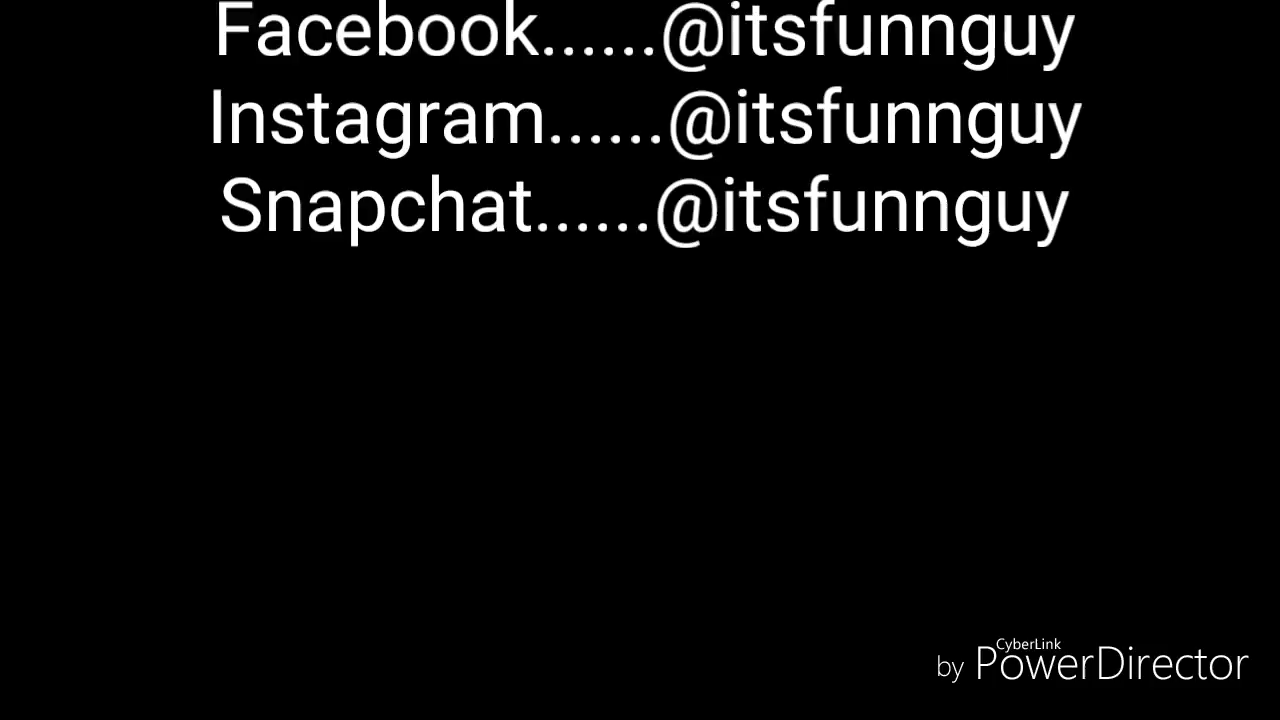 Facebook......@itsfunnguy
Instagram......@itsfunnguy
Snapchat......@itsfunnguy
CyberLink
by PowerDirector